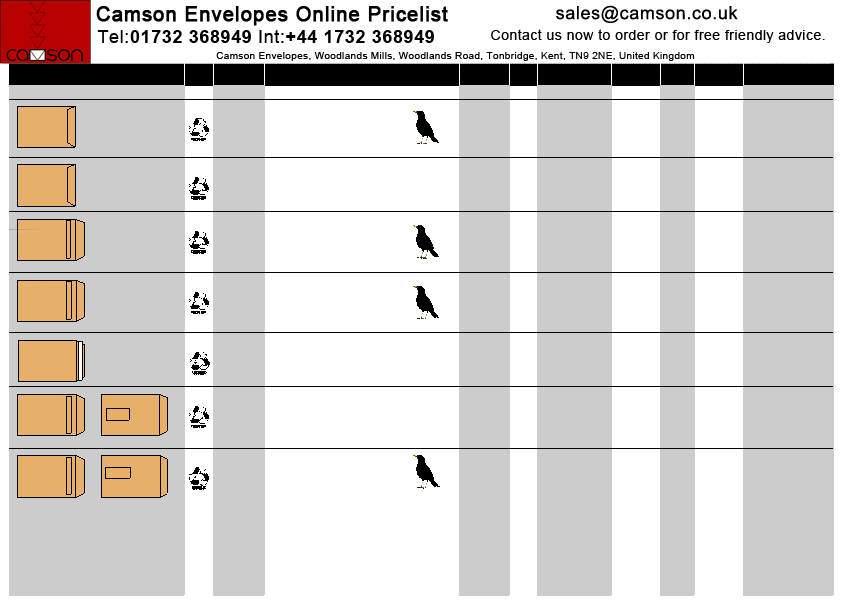 Camson Envelopes Online Pricelist
sales@camson.co.uk
Tel:01732 368949 Int:+44 1732 368949
Contact us now to order or for free friendly advice.
camson
Camson Envelopes, Woodlands Mills, Woodlands Road, Tonbridge, Kent, TN9 2NE, United Kingdom